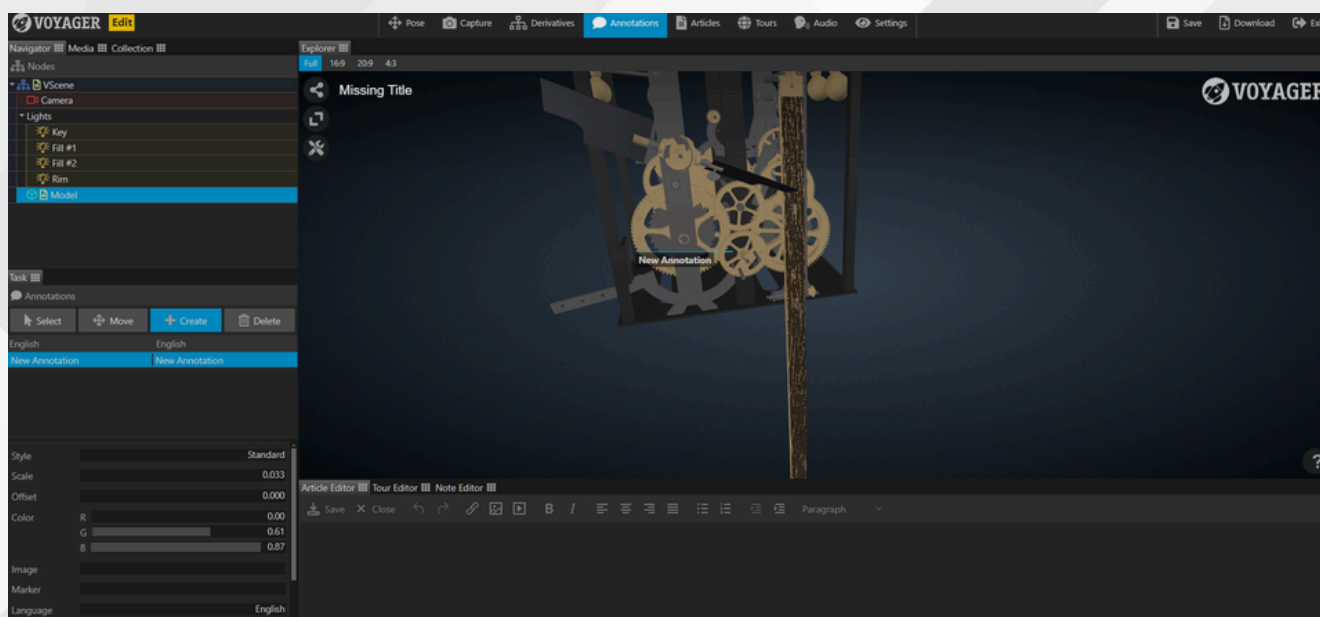 VOYAGER Edit
Pose Capture Derivatives Annotations Articles Tours Audio Settings
Save Download
Navigator Media Collection
Explorer
Nodes
Full 16:9 20:9 4:3
VScene
Camera
Lights
Key
Fill #1
Fill #2
Rim
Model
Missing Title
VOYAGER
New Annotation
Task
Annotations
Select Move Create Delete
English English
New Annotation New Annotation
Style Standard
Scale 0.033
Offset 0.000
Color R 0.00
G 0.61
B 0.87
Image
Marker
Language English
Article Editor Tour Editor Note Editor
Save Close B I Paragraph
?